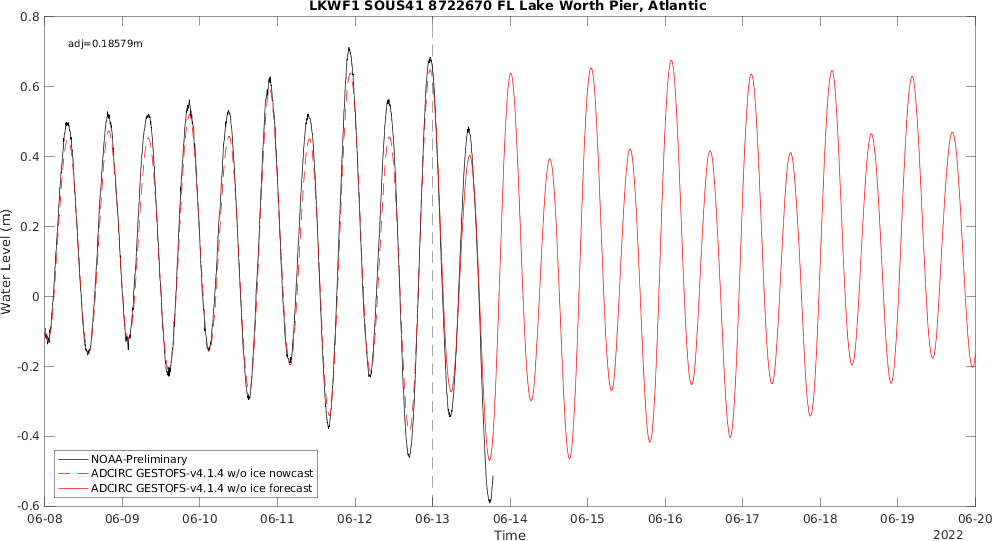 LKWF1 SOUS41 8722670 FL Lake Worth Pier, Atlantic
adj=0.18579m
0.8
0.6
0.4
0.2
0
-0.2
-0.4
-0.6
Water Level (m)
NOAA-Preliminary
ADCIRC GESTOFS-v4.1.4 w/o ice nowcast
ADCIRC GESTOFS-v4.1.4 w/o ice forecast
06-08 06-09 06-10 06-11 06-12 06-13 06-14 06-15 06-16 06-17 06-18 06-19 06-20
Time
2022